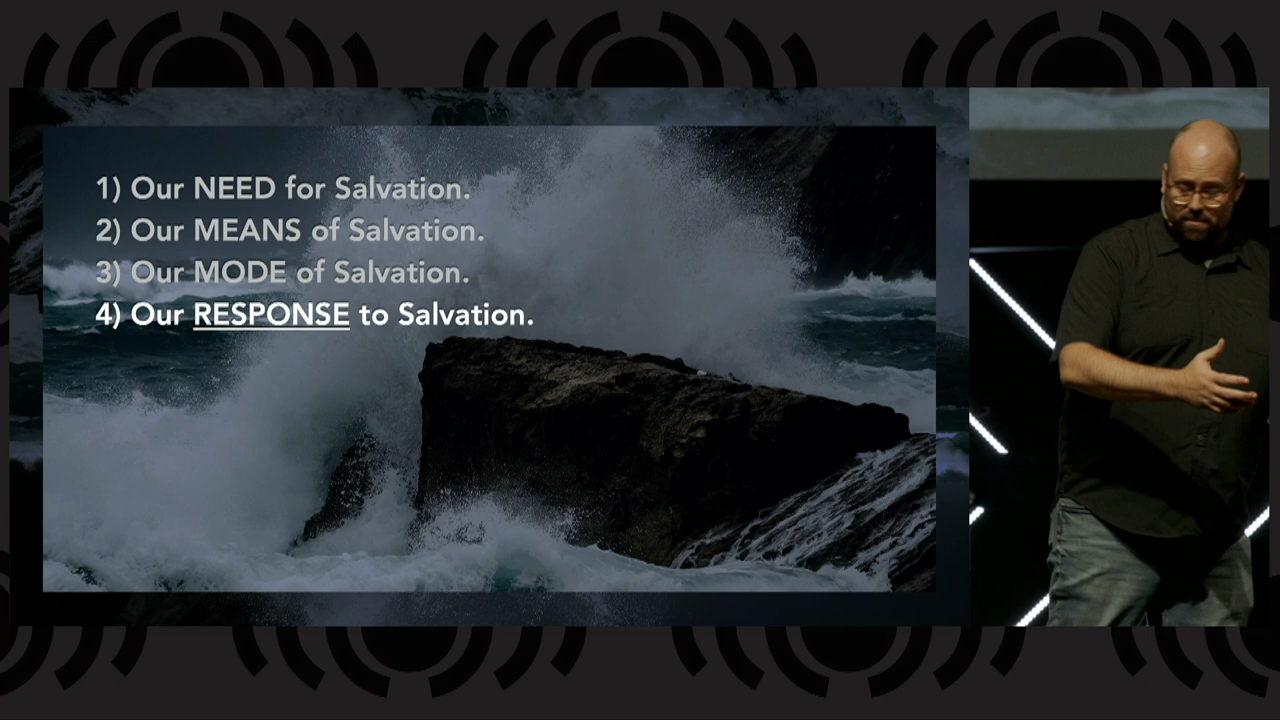 1) Our NEED for Salvation.
2) Our MEANS of Salvation.
3) Our MODE of Salvation.
4) Our RESPONSE to Salvation.